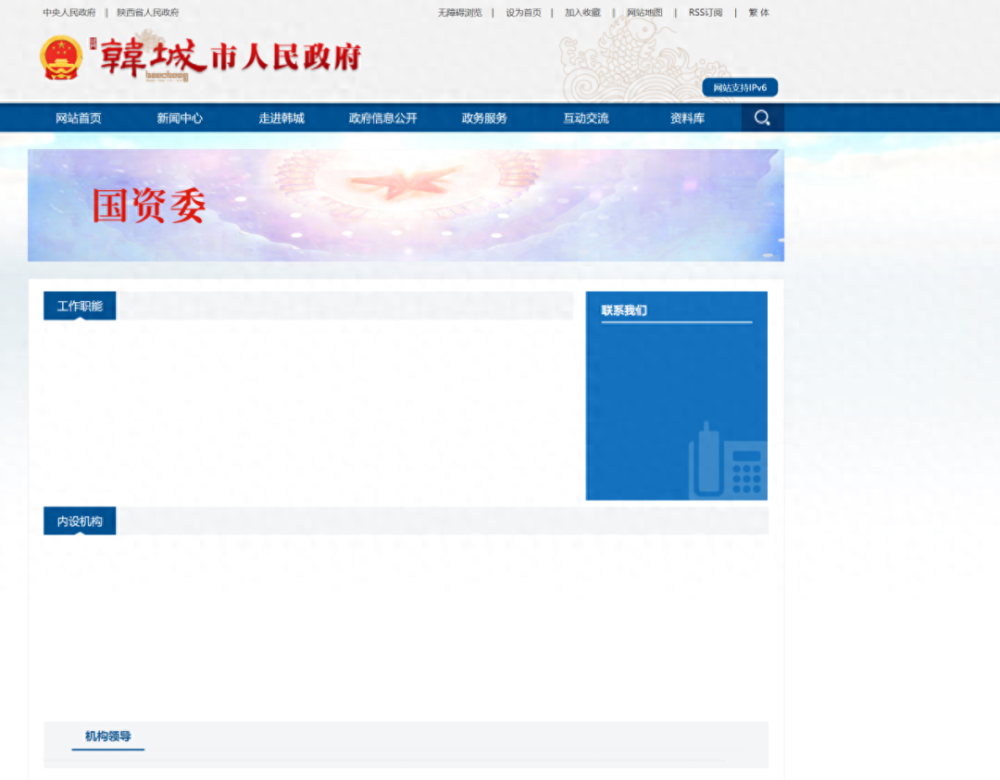 中央人民政府 | 陕西省人民政府
无障碍浏览 | 设为首页 | 加入收藏 | 网站地图 | RSS订阅 | 繁 体
韓城市人民政府
hancheng
网站支持IPv6
网站首页 新闻中心 走进韩城 政府信息公开 政务服务 互动交流 资料库
国资委
工作职能
联系我们
内设机构
机构领导